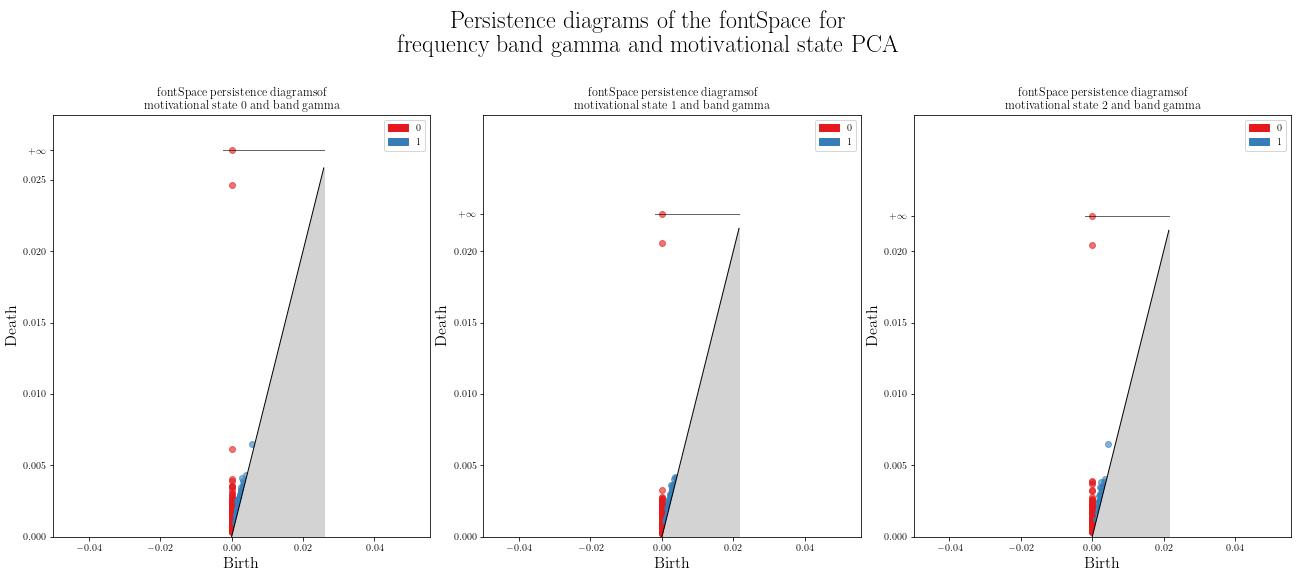 Persistence diagrams of the fontSpace for
frequency band gamma and motivational state PCA
fontSpace persistence diagramsof
motivational state 0 and band gamma
0
1
+∞
0.025
0.020
0.015
0.010
0.005
0.000
Death
−0.04
−0.02
0.00
0.02
0.04
Birth
fontSpace persistence diagramsof
motivational state 1 and band gamma
0
1
+∞
0.020
0.015
0.010
0.005
0.000
Death
−0.04
−0.02
0.00
0.02
0.04
Birth
fontSpace persistence diagramsof
motivational state 2 and band gamma
0
1
+∞
0.020
0.015
0.010
0.005
0.000
Death
−0.04
−0.02
0.00
0.02
0.04
Birth